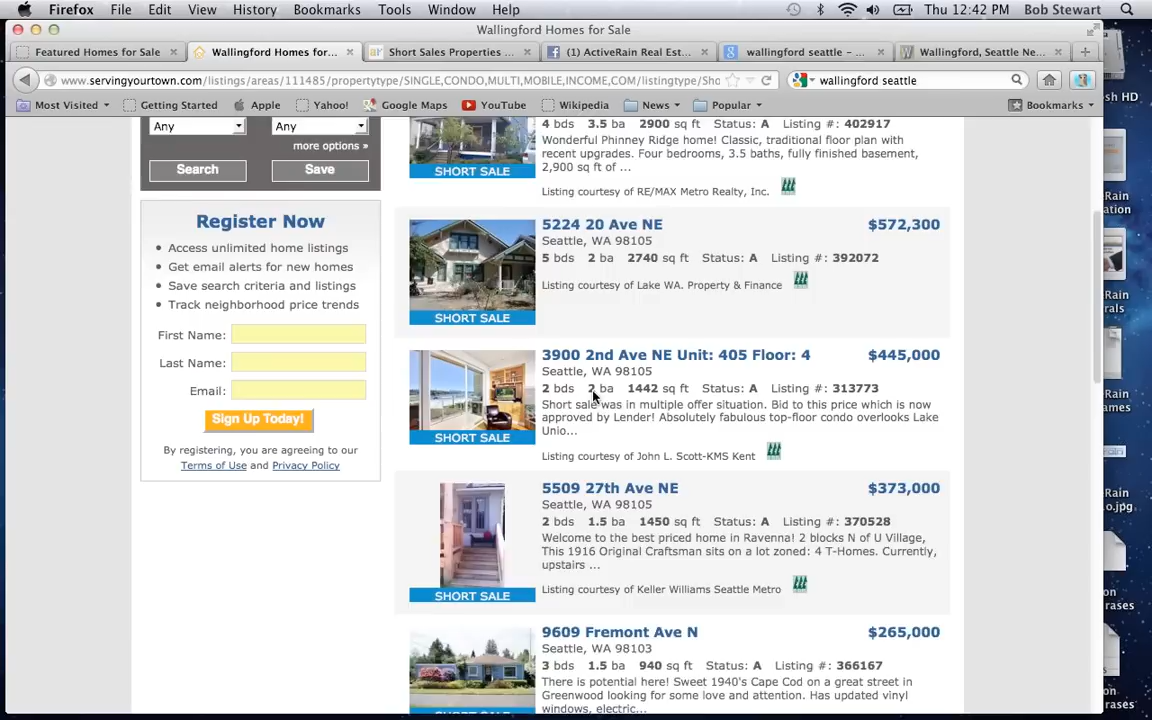 Firefox File Edit View History Bookmarks Tools Window Help Thu 12:42 PM Bob Stewart
Wallingford Homes for Sale
Featured Homes for Sale Wallingford Homes for... Short Sales Properties ... (1) ActiveRain Real Est... wallingford seattle - ... Wallingford, Seattle Ne...
www.servingyourtown.com/listings/areas/111485/propertytype/SINGLE,CONDO,MULTI,MOBILE,INCOME,COM/listingtype/Sho wallingford seattle
Most Visited Getting Started Apple Yahoo! Google Maps YouTube Wikipedia News Popular Bookmarks
Any Any
more options »
Search Save
Register Now
Access unlimited home listings
Get email alerts for new homes
Save search criteria and listings
Track neighborhood price trends
First Name:
Last Name:
Email:
Sign Up Today!
By registering, you are agreeing to our
Terms of Use and Privacy Policy
4 bds 3.5 ba 2900 sq ft Status: A Listing #: 402917
Wonderful Phinney Ridge home! Classic, traditional floor plan with
recent upgrades. Four bedrooms, 3.5 baths, fully finished basement,
2,900 sq ft of ...
SHORT SALE
Listing courtesy of RE/MAX Metro Realty, Inc.
5224 20 Ave NE $572,300
Seattle, WA 98105
5 bds 2 ba 2740 sq ft Status: A Listing #: 392072
Listing courtesy of Lake WA. Property & Finance
SHORT SALE
3900 2nd Ave NE Unit: 405 Floor: 4 $445,000
Seattle, WA 98105
2 bds 2 ba 1442 sq ft Status: A Listing #: 313773
Short sale was in multiple offer situation. Bid to this price which is now
approved by Lender! Absolutely fabulous top-floor condo overlooks Lake
Unio...
SHORT SALE
Listing courtesy of John L. Scott-KMS Kent
5509 27th Ave NE $373,000
Seattle, WA 98105
2 bds 1.5 ba 1450 sq ft Status: A Listing #: 370528
Welcome to the best priced home in Ravenna! 2 blocks N of U Village,
This 1916 Original Craftsman sits on a lot zoned: 4 T-Homes. Currently,
upstairs ...
Listing courtesy of Keller Williams Seattle Metro
SHORT SALE
9609 Fremont Ave N $265,000
Seattle, WA 98103
3 bds 1.5 ba 940 sq ft Status: A Listing #: 366167
There is potential here! Sweet 1940's Cape Cod on a great street in
Greenwood looking for some love and attention. Has updated vinyl
windows, electric...